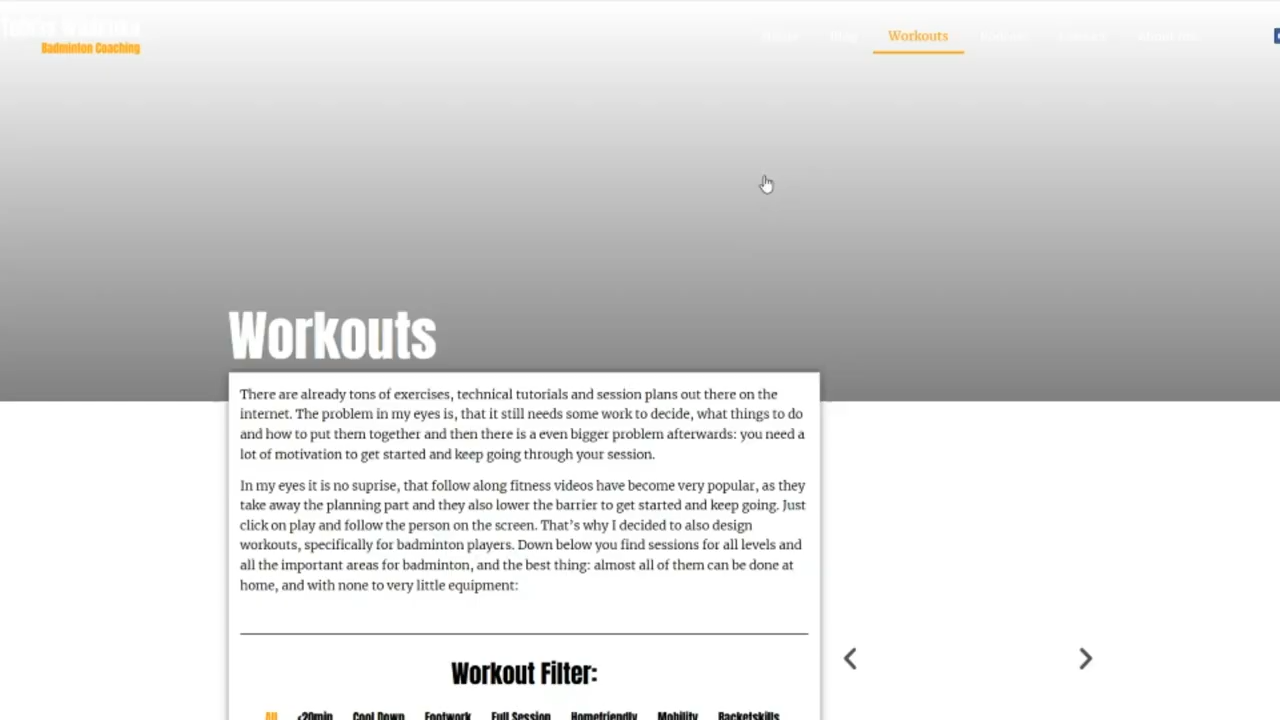 Badminton Coaching
Home Blog Workouts Podcast Contact About me
Workouts
There are already tons of exercises, technical tutorials and session plans out there on the
internet. The problem in my eyes is, that it still needs some work to decide, what things to do
and how to put them together and then there is a even bigger problem afterwards: you need a
lot of motivation to get started and keep going through your session.
In my eyes it is no suprise, that follow along fitness videos have become very popular, as they
take away the planning part and they also lower the barrier to get started and keep going. Just
click on play and follow the person on the screen. That's why I decided to also design
workouts, specifically for badminton players. Down below you find sessions for all levels and
all the important areas for badminton, and the best thing: almost all of them can be done at
home, and with none to very little equipment:
Workout Filter:
All <20min Cool Down Footwork Full Session Homefriendly Mobility Racketskills